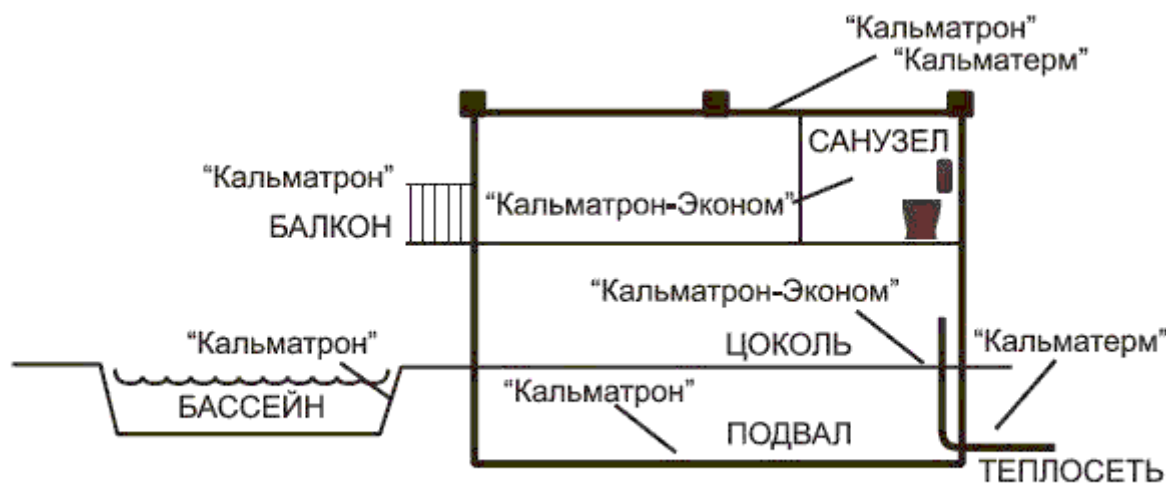 “Кальматрон”
“Кальматерм”
САНУЗЕЛ
“Кальматрон”
“Кальматрон-Эконом”
БАЛКОН
“Кальматрон-Эконом”
“Кальматрон”
ЦОКОЛЬ
“Кальматерм”
“Кальматрон”
БАССЕЙН
ПОДВАЛ
ТЕПЛОСЕТЬ